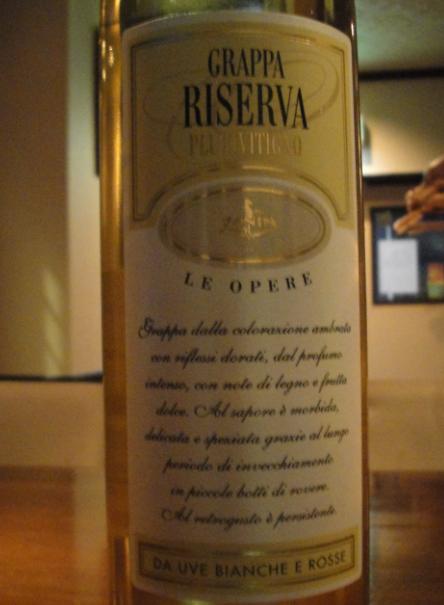 GRAPPA
RISERVA
PLURIVITIGNO
LE OPERE
Grappa dalla colorazione ambrata
con riflessi dorati, dal profumo
intenso, con note di legno e frutta
dolce. Al sapore è morbida,
delicata e speziata grazie al lungo
periodo di invecchiamento
in piccole botti di rovere.
Al retrogusto è persistente.
DA UVE BIANCHE E ROSSE